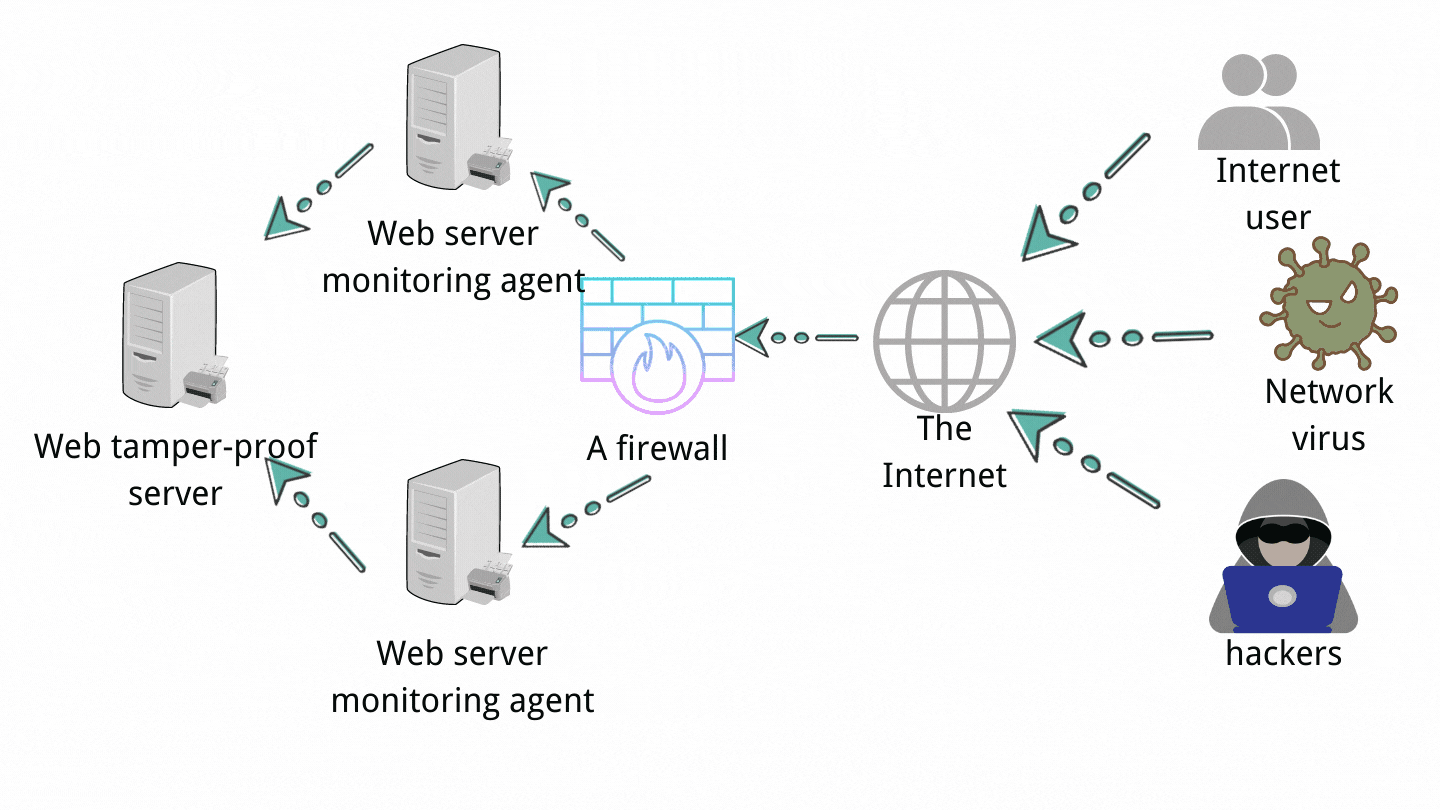 Internet
user
Web server
monitoring agent
Network
virus
The
Internet
A firewall
Web tamper-proof
server
hackers
Web server
monitoring agent